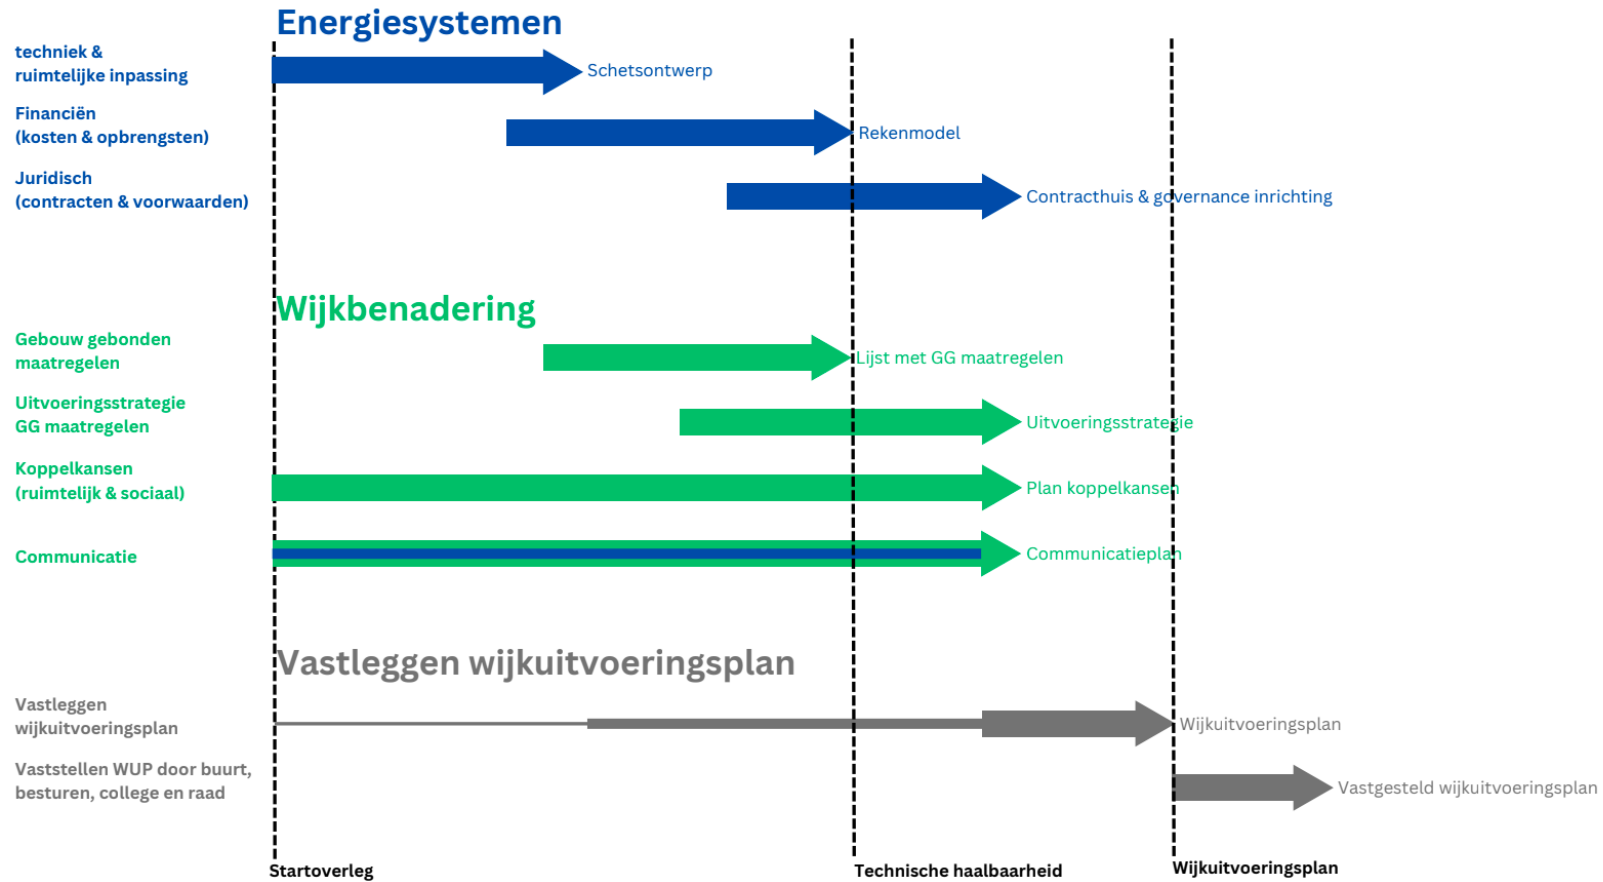 Energiesystemen
techniek &
ruimtelijke inpassing
Schetsontwerp
Financiën
(kosten & opbrengsten)
Rekenmodel
Juridisch
(contracten & voorwaarden)
Contracthuis & governance inrichting
Wijkbenadering
Gebouw gebonden
maatregelen
Lijst met GG maatregelen
Uitvoeringsstrategie
GG maatregelen
Uitvoeringsstrategie
Koppelkansen
(ruimtelijk & sociaal)
Plan koppelkansen
Communicatie
Communicatieplan
Vastleggen wijkuitvoeringsplan
Vastleggen
wijkuitvoeringsplan
Wijkuitvoeringsplan
Vaststellen WUP door buurt,
besturen, college en raad
Vastgesteld wijkuitvoeringsplan
Startoverleg
Technische haalbaarheid
Wijkuitvoeringsplan